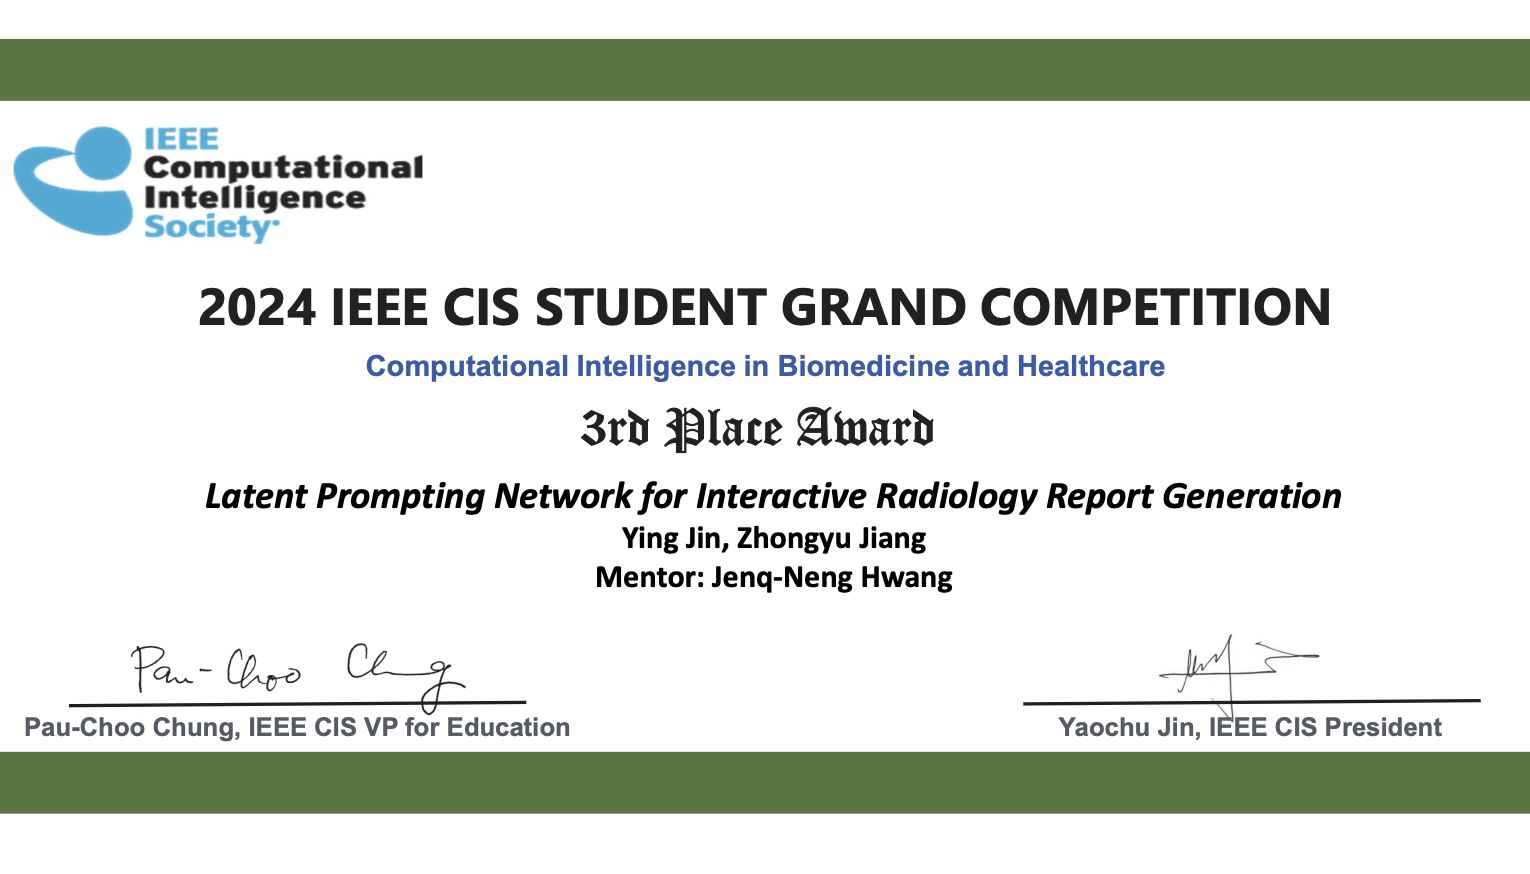 IEEE
Computational
Intelligence
Society
2024 IEEE CIS STUDENT GRAND COMPETITION
Computational Intelligence in Biomedicine and Healthcare
3rd Place Award
Latent Prompting Network for Interactive Radiology Report Generation
Ying Jin, Zhongyu Jiang
Mentor: Jenq-Neng Hwang
Pau-Choo Chung
Pau-Choo Chung, IEEE CIS VP for Education
Yaochu Jin, IEEE CIS President